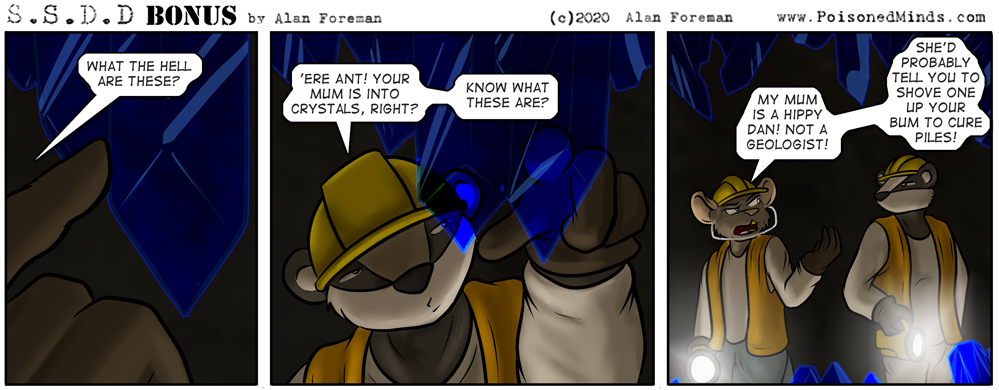 S.S.D.D BONUS by Alan Foreman (c)2020 Alan Foreman www.PoisonedMinds.com
WHAT THE HELL
ARE THESE?
'ERE ANT! YOUR
MUM IS INTO
CRYSTALS, RIGHT?
KNOW WHAT
THESE ARE?
MY MUM
IS A HIPPY
DAN! NOT A
GEOLOGIST!
SHE'D
PROBABLY
TELL YOU TO
SHOVE ONE
UP YOUR
BUM TO CURE
PILES!